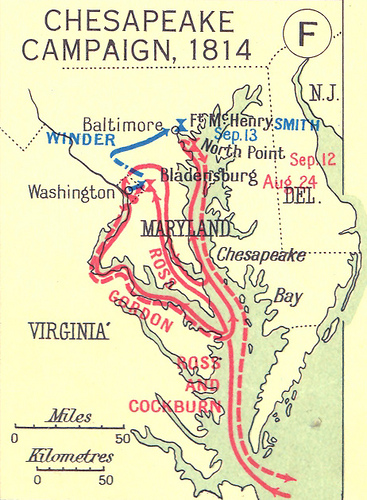 CHESAPEAKE
CAMPAIGN, 1814
F
N.J.
Baltimore
Ft McHenry
SMITH
Sep. 13
WINDER
North Point
Sep. 12
Bladensburg
Aug 24
Washington
DEL.
MARYLAND
Chesapeake
ROSS
Bay
GORDON
VIRGINIA
ROSS
AND
COCKBURN
Miles
0 50
Kilometres
0 50